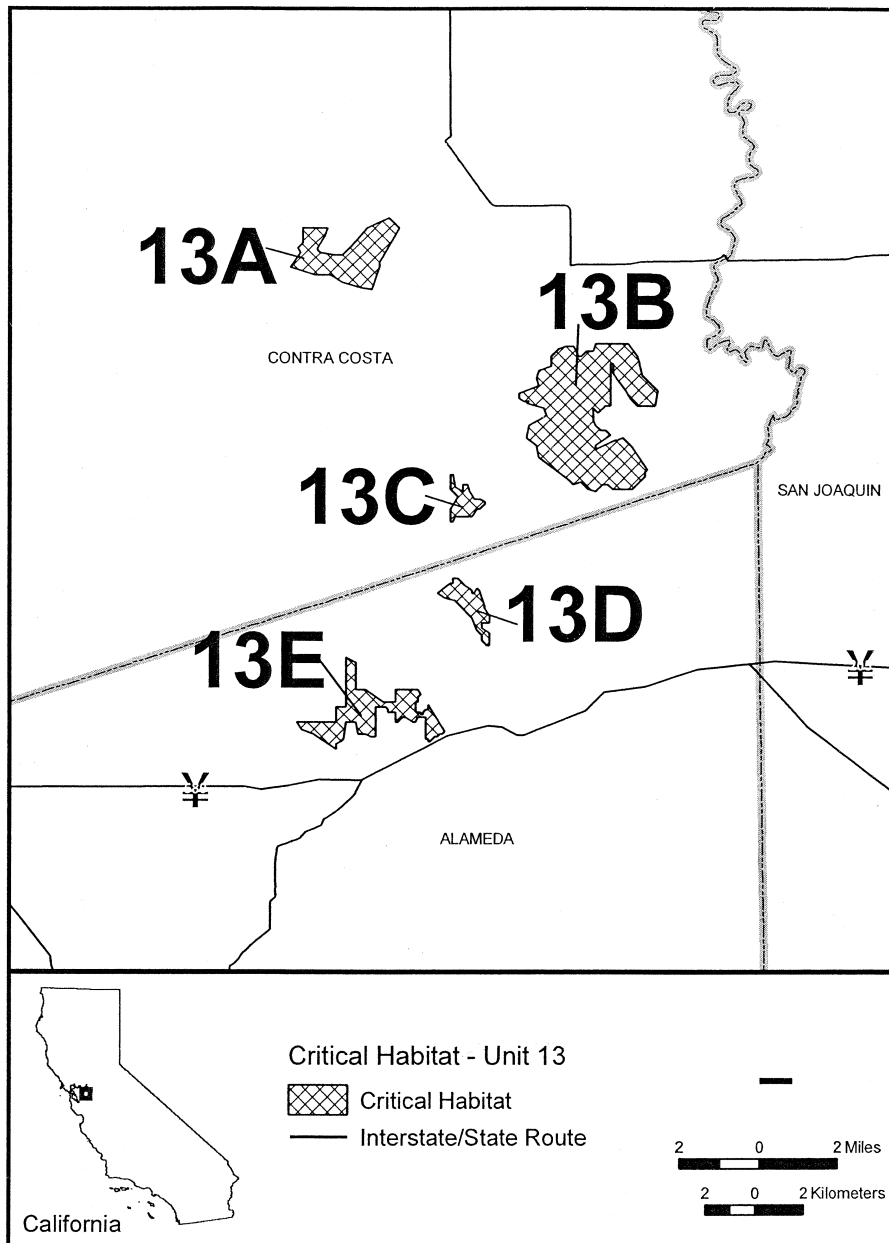 13A
13B
CONTRA COSTA
13C
SAN JOAQUIN
13D
13E
ALAMEDA
California
Critical Habitat - Unit 13
Critical Habitat
Interstate/State Route
2 0 2 Miles
2 0 2 Kilometers